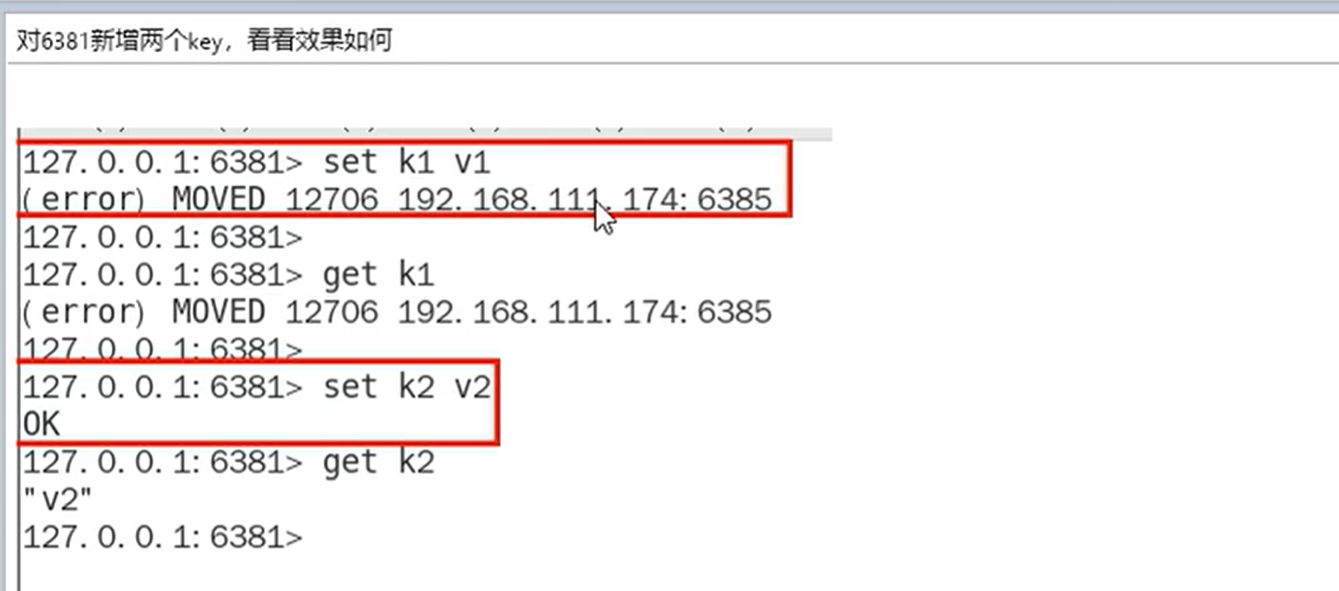 对6381新增两个key，看看效果如何
127.0.0.1:6381> set k1 v1
(error) MOVED 12706 192.168.111.174:6385
127.0.0.1:6381>
127.0.0.1:6381> get k1
(error) MOVED 12706 192.168.111.174:6385
127.0.0.1:6381>
127.0.0.1:6381> set k2 v2
OK
127.0.0.1:6381> get k2
"v2"
127.0.0.1:6381>